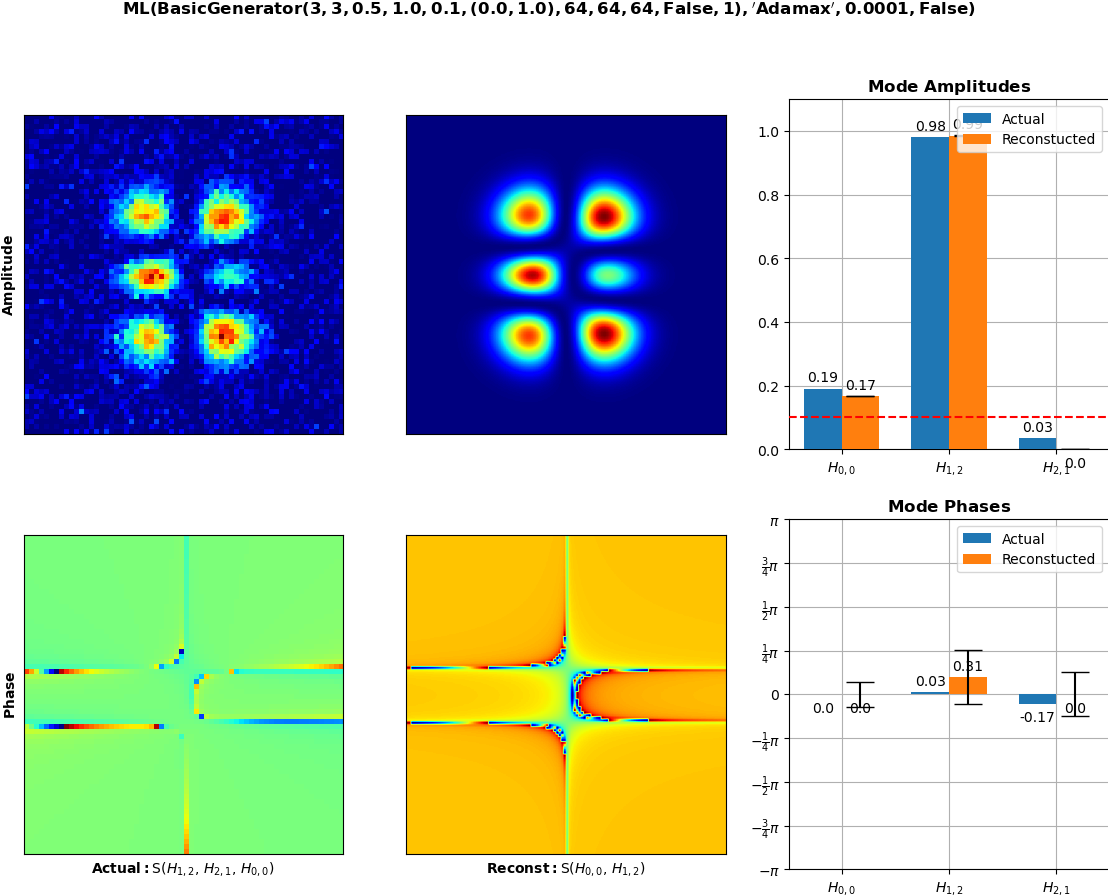 ML(BasicGenerator(3, 3, 0.5, 1.0, 0.1, (0.0, 1.0), 64, 64, 64, False, 1), ′Adamax′, 0.0001, False)
Mode Amplitudes
Actual
Reconstucted
1.0
0.8
0.6
0.4
0.2
0.0
0.19
0.17
0.98
0.99
0.03
0.0
H0,0
H1,2
H2,1
Amplitude
Mode Phases
Actual
Reconstucted
π
3/4π
1/2π
1/4π
0
−1/4π
−1/2π
−3/4π
−π
0.0
0.0
0.03
0.31
-0.17
0.0
H0,0
H1,2
H2,1
Phase
Actual: S(H1,2, H2,1, H0,0)
Reconst: S(H0,0, H1,2)